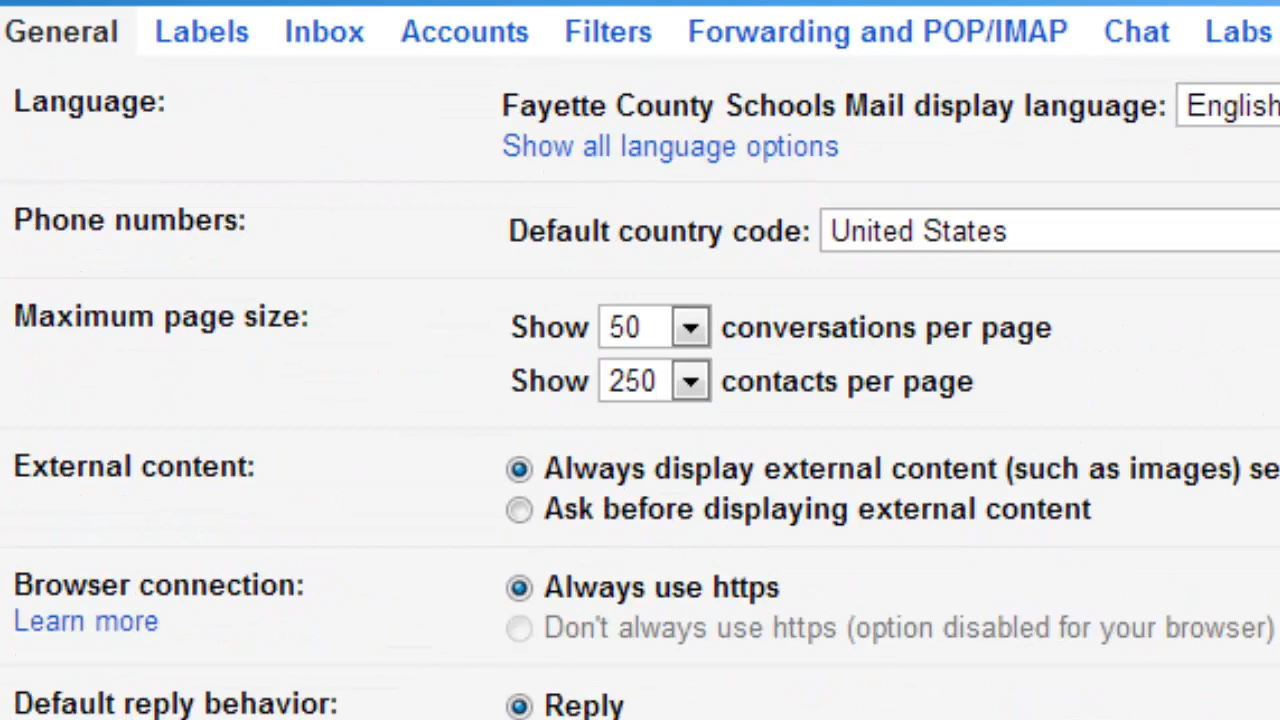 General Labels Inbox Accounts Filters Forwarding and POP/IMAP Chat Labs
Language: Fayette County Schools Mail display language: English
Show all language options
Phone numbers: Default country code: United States
Maximum page size: Show 50 conversations per page
Show 250 contacts per page
External content: Always display external content (such as images) se
Ask before displaying external content
Browser connection: Always use https
Learn more Don't always use https (option disabled for your browser)
Default reply behavior: Reply